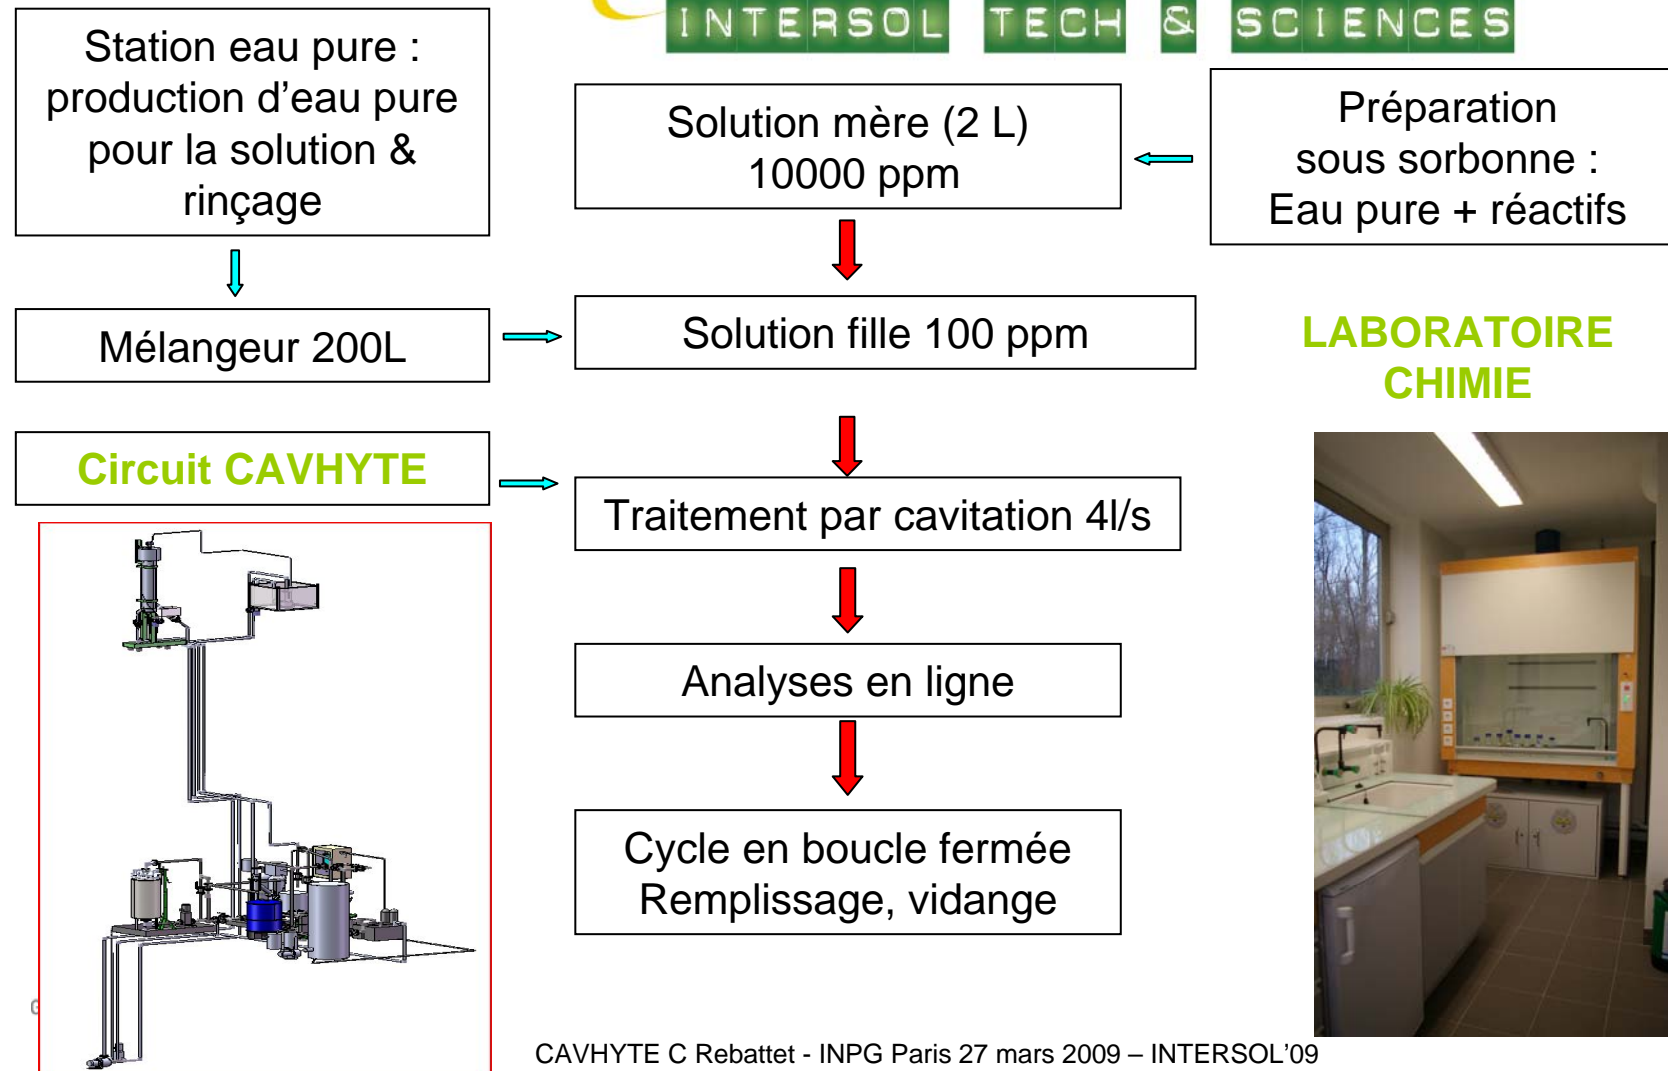 INTERSOL TECH & SCIENCES
Station eau pure :
production d'eau pure
pour la solution &
rinçage
Solution mère (2 L)
10000 ppm
Préparation
sous sorbonne :
Eau pure + réactifs
Mélangeur 200L
Solution fille 100 ppm
LABORATOIRE
CHIMIE
Circuit CAVHYTE
Traitement par cavitation 4l/s
Analyses en ligne
Cycle en boucle fermée
Remplissage, vidange
CAVHYTE C Rebattet - INPG Paris 27 mars 2009 – INTERSOL'09